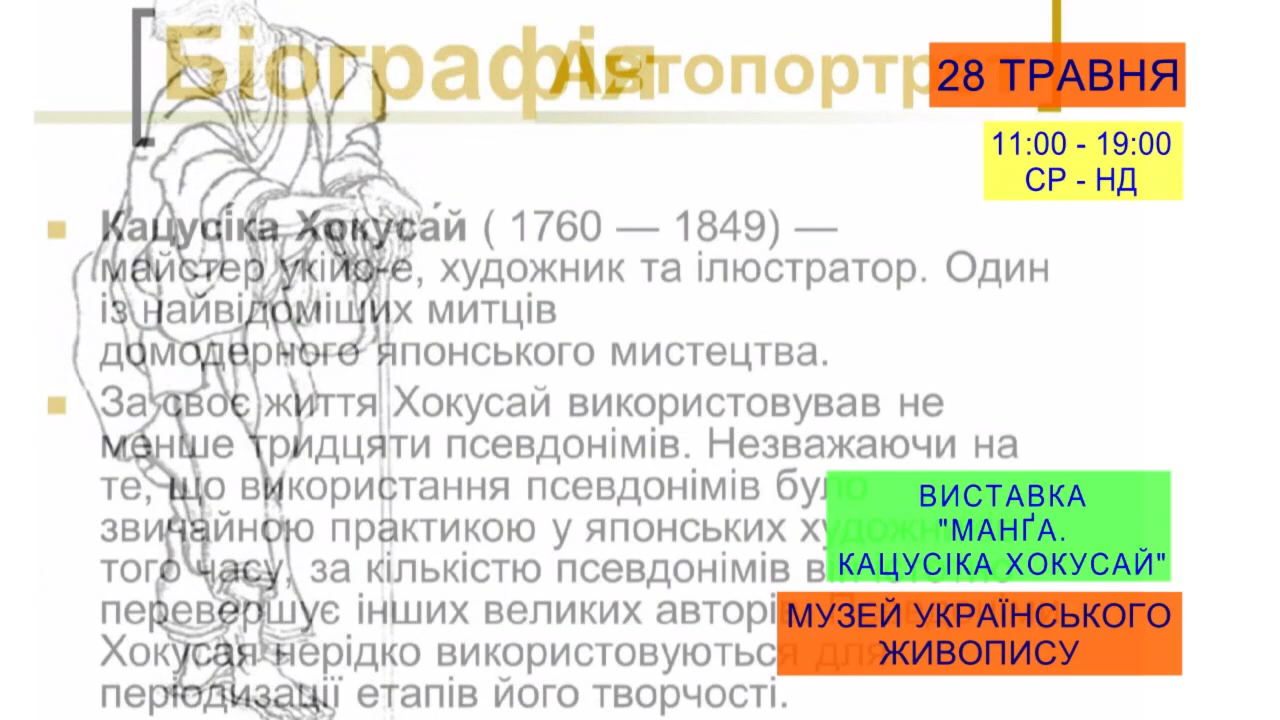 Біографія
Автопортрет
28 ТРАВНЯ
11:00 - 19:00
СР - НД
Кацусіка Хокуса́й ( 1760 — 1849) —
майстер укійо-е, художник та ілюстратор. Один
із найвідоміших митців
домодерного японського мистецтва.
За своє життя Хокусай використовував не
менше тридцяти псевдонімів. Незважаючи на
те, що використання псевдонімів було
звичайною практикою у японських
того часу, за кількістю псевдонімів
перевершує інших великих авторів.
Хокусая нерідко використовуються для
періодизації етапів його творчості.
ВИСТАВКА
"МАНҐА.
КАЦУСІКА ХОКУСАЙ"
МУЗЕЙ УКРАЇНСЬКОГО
ЖИВОПИСУ